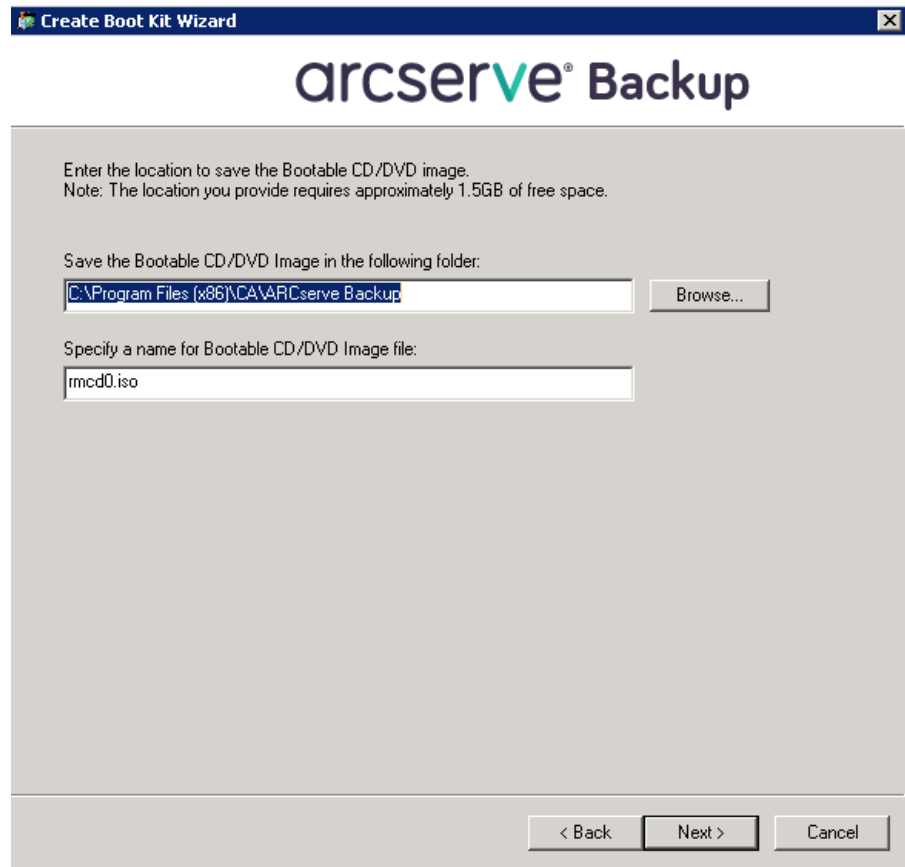 Create Boot Kit Wizard
arcserve® Backup
Enter the location to save the Bootable CD/DVD image.
Note: The location you provide requires approximately 1.5GB of free space.
Save the Bootable CD/DVD Image in the following folder:
C:\Program Files (x86)\CA\ARCserve Backup
Browse...
Specify a name for Bootable CD/DVD Image file:
rmcd0.iso
< Back
Next >
Cancel